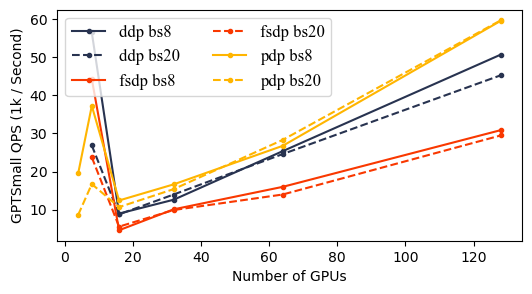 60
50
40
30
20
10
GPTSmall QPS (1k / Second)
ddp bs8
ddp bs20
fsdp bs8
fsdp bs20
pdp bs8
pdp bs20
0 20 40 60 80 100 120
Number of GPUs